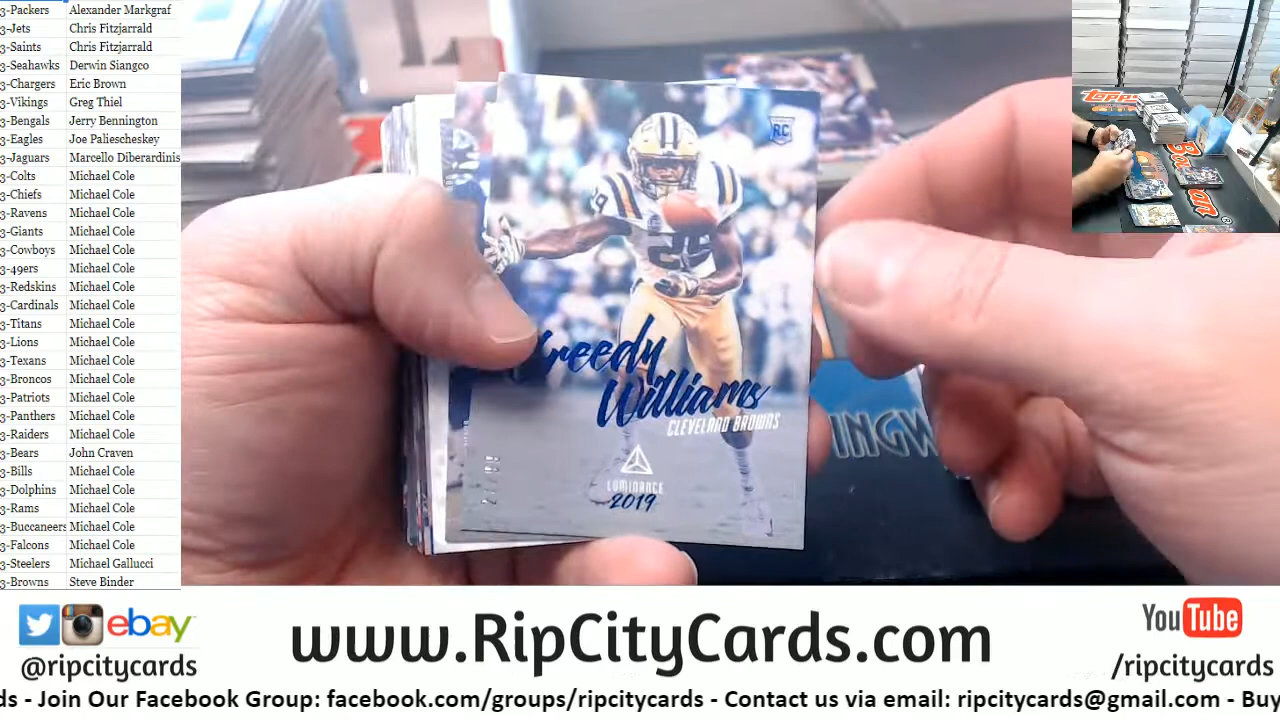 3-Packers Alexander Markgraf
3-Jets Chris Fitzjarrald
3-Saints Chris Fitzjarrald
3-Seahawks Derwin Siangco
3-Chargers Eric Brown
3-Vikings Greg Thiel
3-Bengals Jerry Bennington
3-Eagles Joe Paliescheskey
3-Jaguars Marcello Diberardinis
3-Colts Michael Cole
3-Chiefs Michael Cole
3-Ravens Michael Cole
3-Giants Michael Cole
3-Cowboys Michael Cole
3-49ers Michael Cole
3-Redskins Michael Cole
3-Cardinals Michael Cole
3-Titans Michael Cole
3-Lions Michael Cole
3-Texans Michael Cole
3-Broncos Michael Cole
3-Patriots Michael Cole
3-Panthers Michael Cole
3-Raiders Michael Cole
3-Bears John Craven
3-Bills Michael Cole
3-Dolphins Michael Cole
3-Rams Michael Cole
3-Buccaneers Michael Cole
3-Falcons Michael Cole
3-Steelers Michael Gallucci
3-Browns Steve Binder
RC
29
Greedy
Williams
CLEVELAND BROWNS
LUMINANCE
2019
INGW
Topps
ebay
@ripcitycards
www.RipCityCards.com
YouTube
/ripcitycards
ds - Join Our Facebook Group: facebook.com/groups/ripcitycards - Contact us via email: ripcitycards@gmail.com - Buy